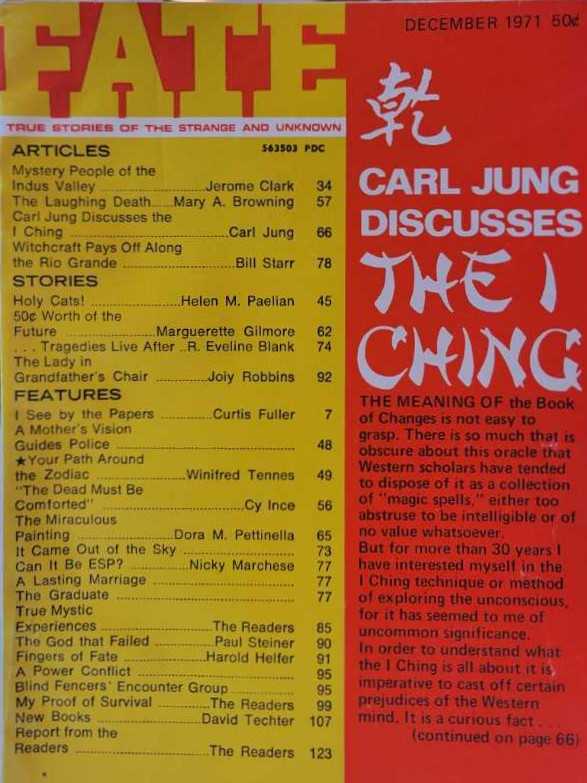 FATE
DECEMBER 1971 50¢
TRUE STORIES OF THE STRANGE AND UNKNOWN
ARTICLES 563503 PDC
Mystery People of the
Indus Valley ..................Jerome Clark 34
The Laughing Death.....Mary A. Browning 57
Carl Jung Discusses the
I Ching ..........................Carl Jung 66
Witchcraft Pays Off Along
the Rio Grande ..................Bill Starr 78
STORIES
Holy Cats! ...............Helen M. Paelian 45
50¢ Worth of the
Future ...............Marguerette Gilmore 62
. . . Tragedies Live After ..R. Eveline Blank 74
The Lady in
Grandfather's Chair ........Joiy Robbins 92
FEATURES
I See by the Papers ............Curtis Fuller 7
A Mother's Vision
Guides Police ............................ 48
★Your Path Around
the Zodiac ...............Winifred Tennes 49
"The Dead Must Be
Comforted" ..........................Cy Ince 56
The Miraculous
Painting ...............Dora M. Pettinella 65
It Came Out of the Sky ........................ 73
Can It Be ESP? ..........Nicky Marchese 77
A Lasting Marriage ........................ 77
The Graduate ............................ 77
True Mystic
Experiences ....................The Readers 85
The God that Failed ..........Paul Steiner 90
Fingers of Fate ..............Harold Helfer 91
A Power Conflict ........................ 95
Blind Fencers' Encounter Group ............ 95
My Proof of Survival ..........The Readers 99
New Books ..................David Techter 107
Report from the
Readers ....................The Readers 123
乾
CARL JUNG
DISCUSSES
THE I
CHING
THE MEANING OF the Book
of Changes is not easy to
grasp. There is so much that is
obscure about this oracle that
Western scholars have tended
to dispose of it as a collection
of "magic spells," either too
abstruse to be intelligible or of
no value whatsoever.
But for more than 30 years I
have interested myself in the
I Ching technique or method
of exploring the unconscious,
for it has seemed to me of
uncommon significance.
In order to understand what
the I Ching is all about it is
imperative to cast off certain
prejudices of the Western
mind. It is a curious fact . . .
(continued on page 66)